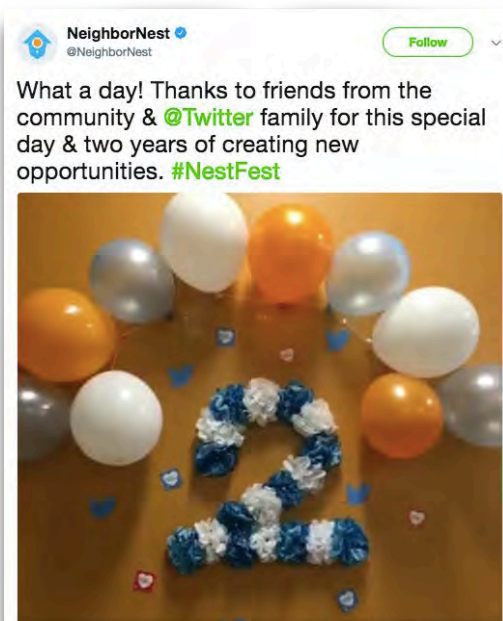 NeighborNest
@NeighborNest
Follow
What a day! Thanks to friends from the
community & @Twitter family for this special
day & two years of creating new
opportunities. #NestFest
2